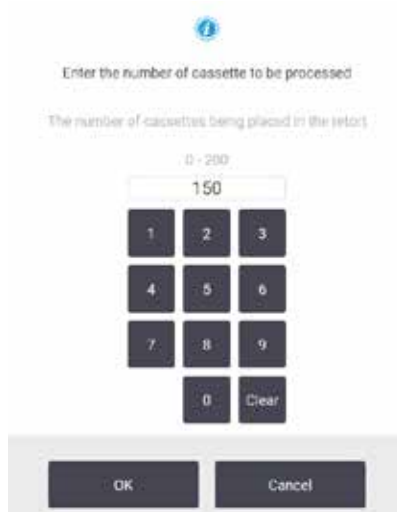 Enter the number of cassette to be processed
The number of cassettes being placed in the retort
0 - 200
150
1 2 3
4 5 6
7 8 9
0 Clear
OK Cancel